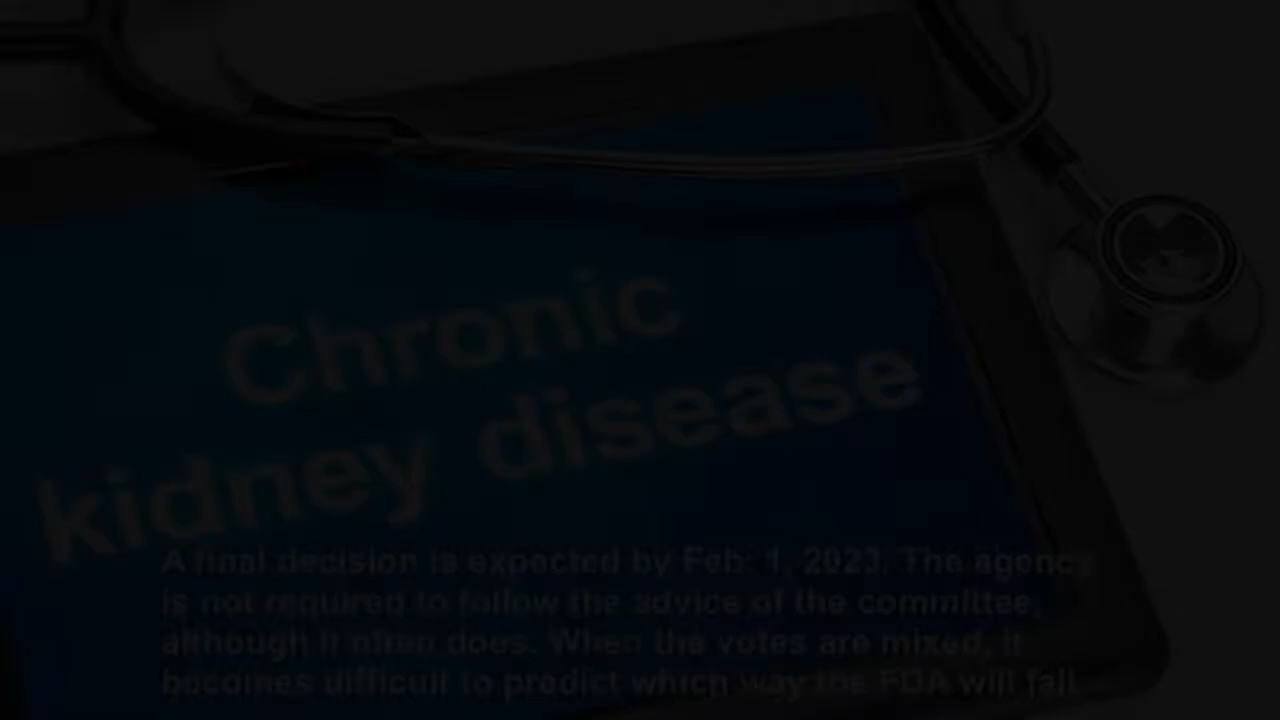 Chronic
kidney disease
A final decision is expected by Feb. 1, 2023. The agency
is not required to follow the advice of the committee,
although it often does. When the votes are mixed, it
becomes difficult to predict which way the FDA will fall.